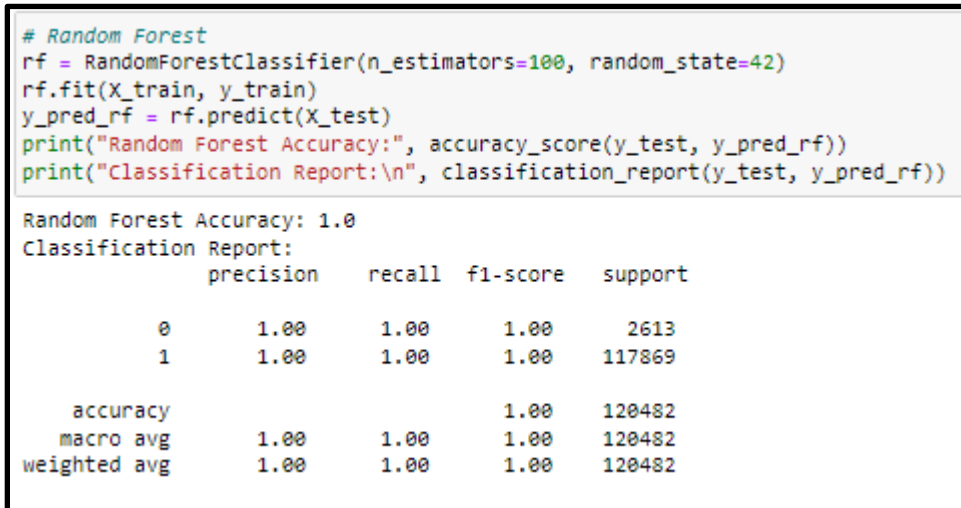 # Random Forest
rf = RandomForestClassifier(n_estimators=100, random_state=42)
rf.fit(X_train, y_train)
y_pred_rf = rf.predict(X_test)
print("Random Forest Accuracy:", accuracy_score(y_test, y_pred_rf))
print("Classification Report:\n", classification_report(y_test, y_pred_rf))
Random Forest Accuracy: 1.0
Classification Report:
precision recall f1-score support
0 1.00 1.00 1.00 2613
1 1.00 1.00 1.00 117869
accuracy 1.00 120482
macro avg 1.00 1.00 1.00 120482
weighted avg 1.00 1.00 1.00 120482